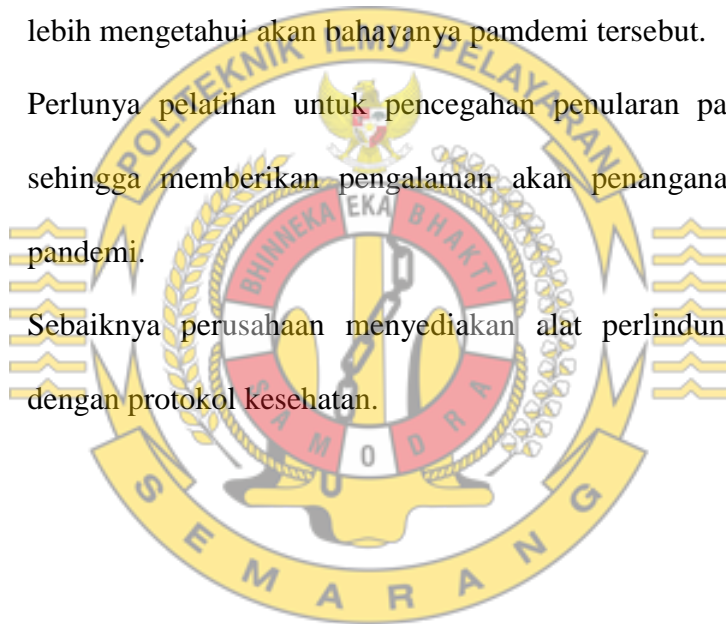 lebih mengetahui akan bahayanya pamdemi tersebut.
POLITEKNIK ILMU PELAYARAN
Perlunya pelatihan untuk pencegahan penularan pa
sehingga memberikan pengalaman akan penangana
BHINNEKA EKA BHAKTI
pandemi.
Sebaiknya perusahaan menyediakan alat perlindun
dengan protokol kesehatan.
SAMODRA
SEMARANG